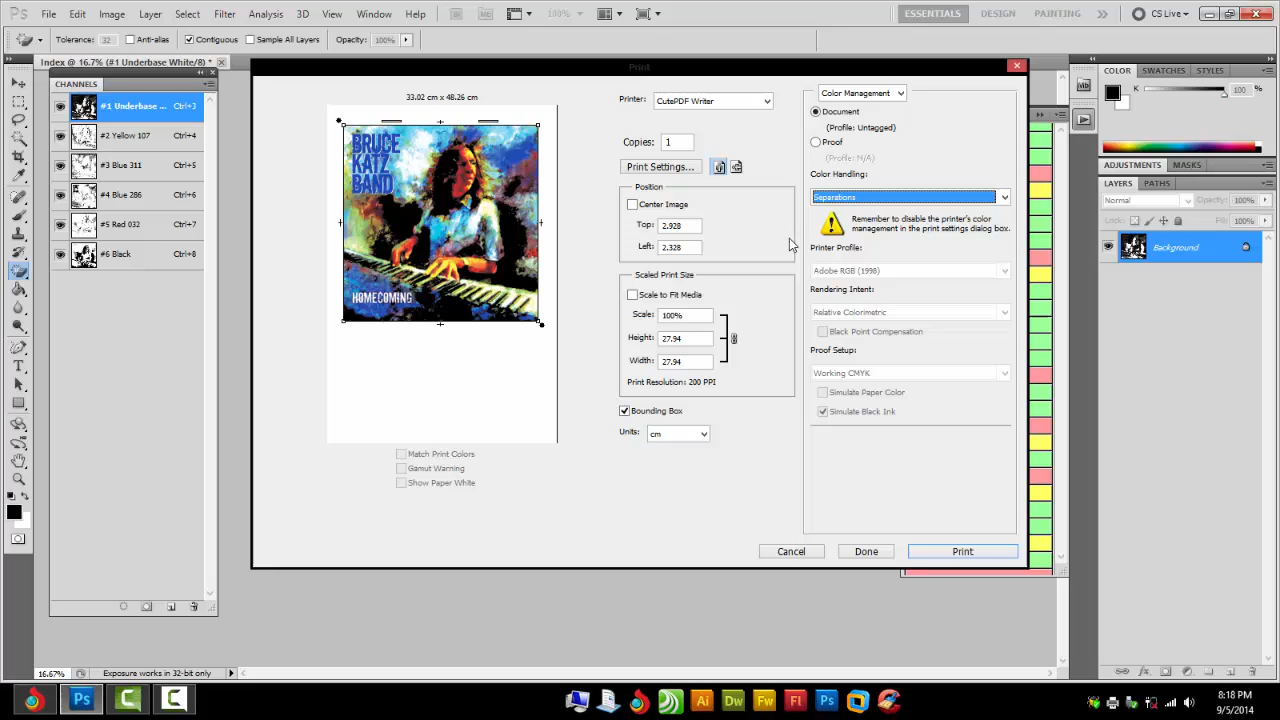 File Edit Image Layer Select Filter Analysis 3D View Window Help
100%
ESSENTIALS DESIGN PAINTING CS Live
Tolerance: 32 Anti-alias Contiguous Sample All Layers Opacity: 100%
Index @ 16.7% (#1 Underbase White/8) *
CHANNELS
#1 Underbase ... Ctrl+3
#2 Yellow 107 Ctrl+4
#3 Blue 311 Ctrl+5
#4 Blue 286 Ctrl+6
#5 Red 032 Ctrl+7
#6 Black Ctrl+8
Print
33.02 cm x 48.26 cm
BRUCE
KATZ
BAND
HOMECOMING
Match Print Colors
Gamut Warning
Show Paper White
Printer: CutePDF Writer
Copies: 1
Print Settings...
Position
Center Image
Top: 2.928
Left: 2.328
Scaled Print Size
Scale to Fit Media
Scale: 100%
Height: 27.94
Width: 27.94
Print Resolution: 200 PPI
Bounding Box
Units: cm
Color Management
Document
(Profile: Untagged)
Proof
(Profile: N/A)
Color Handling:
Separations
Remember to disable the printer's color
management in the print settings dialog box.
Printer Profile:
Adobe RGB (1998)
Rendering Intent:
Relative Colorimetric
Black Point Compensation
Proof Setup:
Working CMYK
Simulate Paper Color
Simulate Black Ink
Cancel Done Print
COLOR SWATCHES STYLES
K 100 %
ADJUSTMENTS MASKS
LAYERS PATHS
Normal Opacity: 100%
Lock: Fill: 100%
Background
16.67% Exposure works in 32-bit only
Ps Ai Dw Fw Fl Ps
8:18 PM
9/5/2014